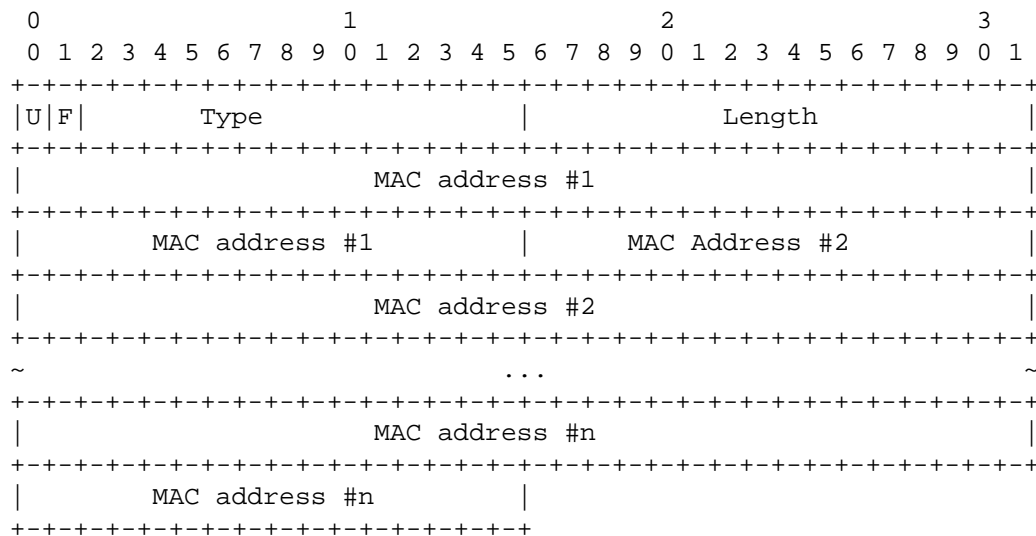 0                   1                   2                   3
 0 1 2 3 4 5 6 7 8 9 0 1 2 3 4 5 6 7 8 9 0 1 2 3 4 5 6 7 8 9 0 1
+-+-+-+-+-+-+-+-+-+-+-+-+-+-+-+-+-+-+-+-+-+-+-+-+-+-+-+-+-+-+-+-+
|U|F|       Type                |            Length             |
+-+-+-+-+-+-+-+-+-+-+-+-+-+-+-+-+-+-+-+-+-+-+-+-+-+-+-+-+-+-+-+-+
|                      MAC address #1                           |
+-+-+-+-+-+-+-+-+-+-+-+-+-+-+-+-+-+-+-+-+-+-+-+-+-+-+-+-+-+-+-+-+
|        MAC address #1         |      MAC Address #2           |
+-+-+-+-+-+-+-+-+-+-+-+-+-+-+-+-+-+-+-+-+-+-+-+-+-+-+-+-+-+-+-+-+
|                      MAC address #2                           |
+-+-+-+-+-+-+-+-+-+-+-+-+-+-+-+-+-+-+-+-+-+-+-+-+-+-+-+-+-+-+-+-+
~                              ...                              ~
+-+-+-+-+-+-+-+-+-+-+-+-+-+-+-+-+-+-+-+-+-+-+-+-+-+-+-+-+-+-+-+-+
|                      MAC address #n                           |
+-+-+-+-+-+-+-+-+-+-+-+-+-+-+-+-+-+-+-+-+-+-+-+-+-+-+-+-+-+-+-+-+
|        MAC address #n         |
+-+-+-+-+-+-+-+-+-+-+-+-+-+-+-+-+